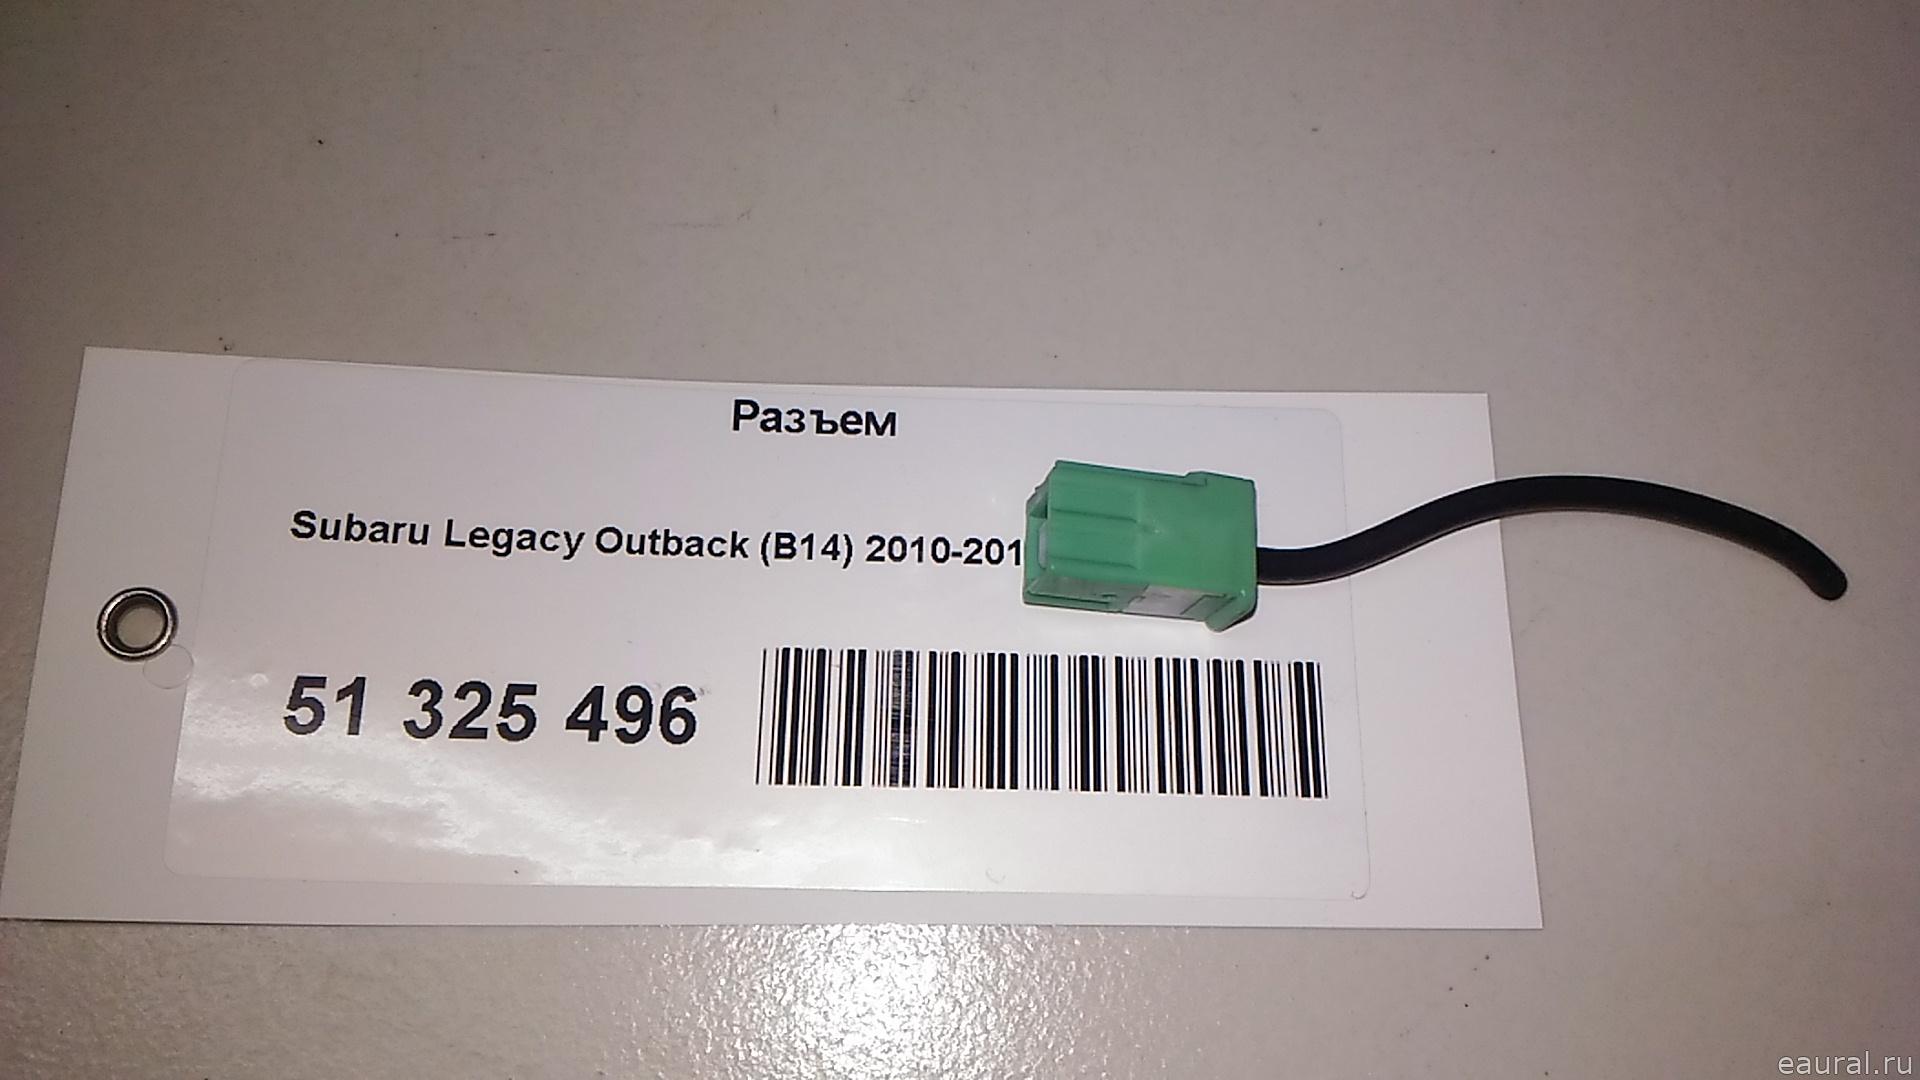 Разъем
Subaru Legacy Outback (B14) 2010-201
51 325 496
eaural.ru